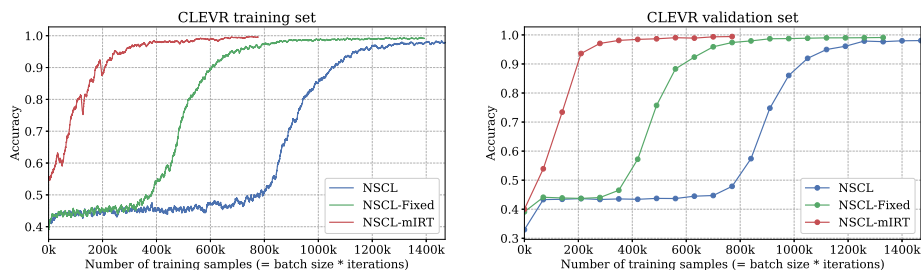 CLEVR training set
1.0
0.9
0.8
0.7
0.6
0.5
0.4
Accuracy
NSCL
NSCL-Fixed
NSCL-mIRT
0k 200k 400k 600k 800k 1000k 1200k 1400k
Number of training samples (= batch size * iterations)
CLEVR validation set
1.0
0.9
0.8
0.7
0.6
0.5
0.4
0.3
Accuracy
NSCL
NSCL-Fixed
NSCL-mIRT
0k 200k 400k 600k 800k 1000k 1200k 1400k
Number of training samples (= batch size * iterations)